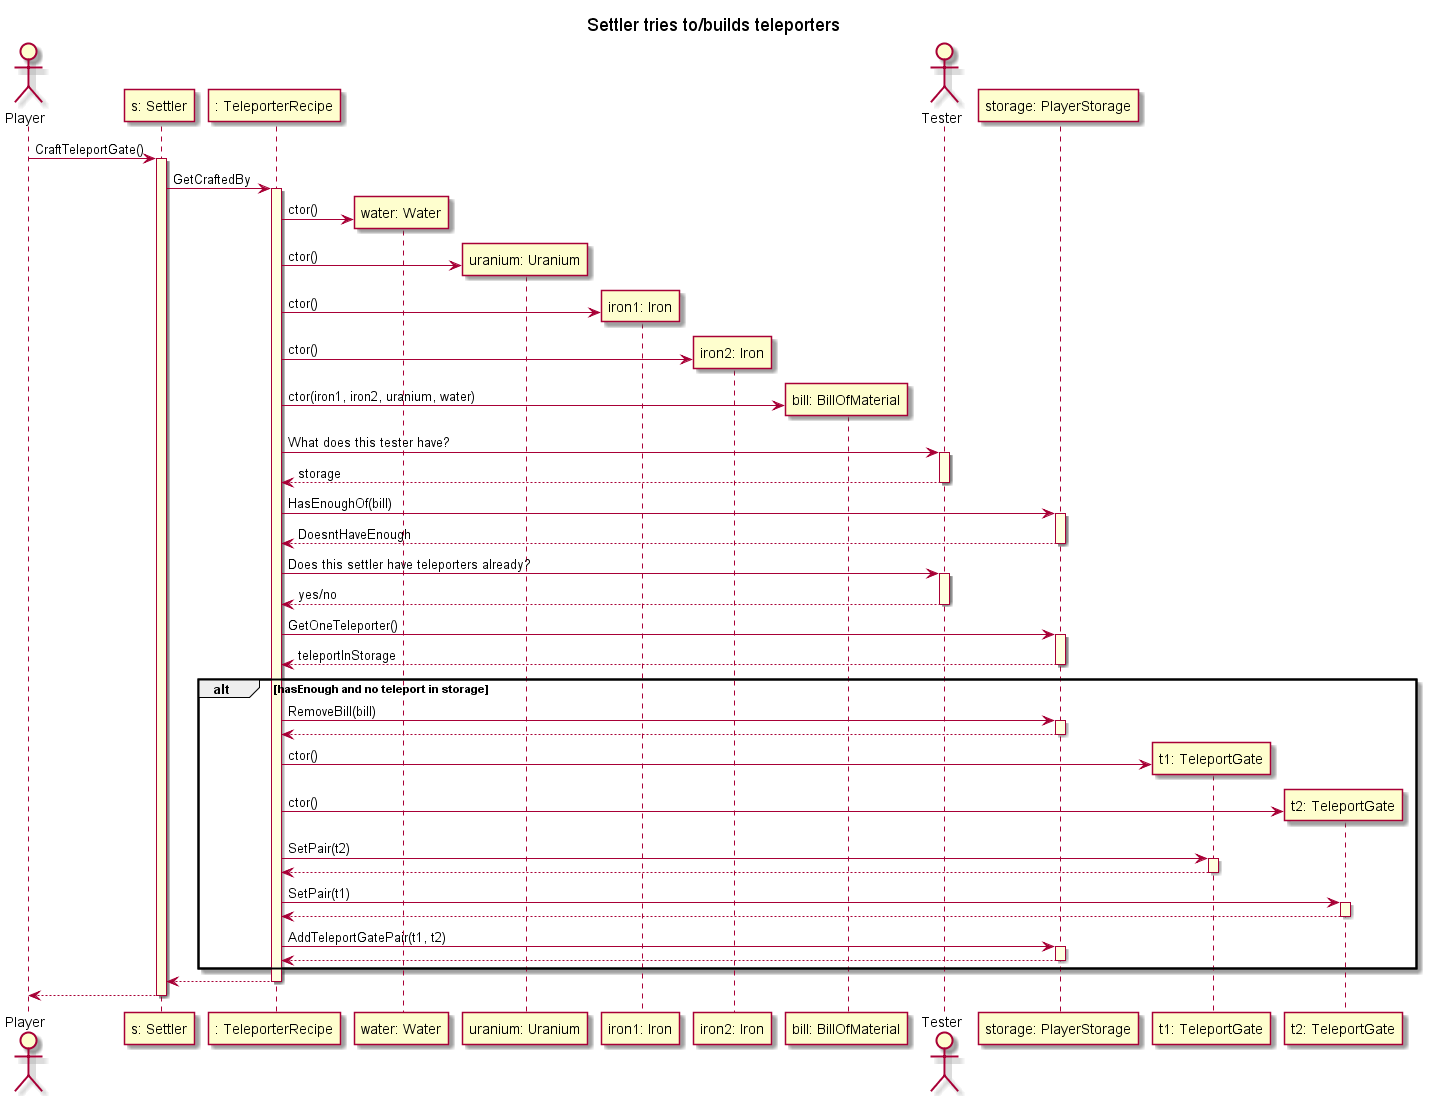 Settler tries to/builds teleporters
Player
s: Settler
: TeleporterRecipe
Tester
storage: PlayerStorage
CraftTeleportGate()
GetCraftedBy
ctor()
water: Water
ctor()
uranium: Uranium
ctor()
iron1: Iron
ctor()
iron2: Iron
ctor(iron1, iron2, uranium, water)
bill: BillOfMaterial
What does this tester have?
storage
HasEnoughOf(bill)
DoesntHaveEnough
Does this settler have teleporters already?
yes/no
GetOneTeleporter()
teleportInStorage
alt
[hasEnough and no teleport in storage]
RemoveBill(bill)
ctor()
t1: TeleportGate
ctor()
t2: TeleportGate
SetPair(t2)
SetPair(t1)
AddTeleportGatePair(t1, t2)
Player
s: Settler
: TeleporterRecipe
water: Water
uranium: Uranium
iron1: Iron
iron2: Iron
bill: BillOfMaterial
Tester
storage: PlayerStorage
t1: TeleportGate
t2: TeleportGate